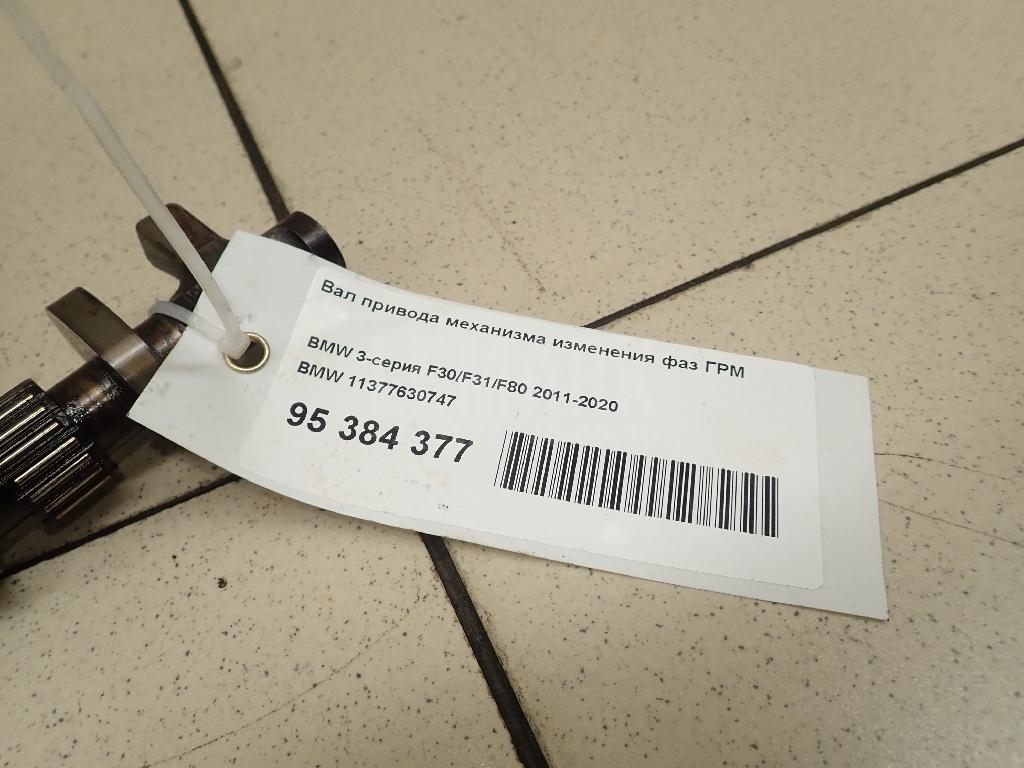 Вал привода механизма изменения фаз ГРМ
BMW 3-серия F30/F31/F80 2011-2020
BMW 11377630747
95 384 377